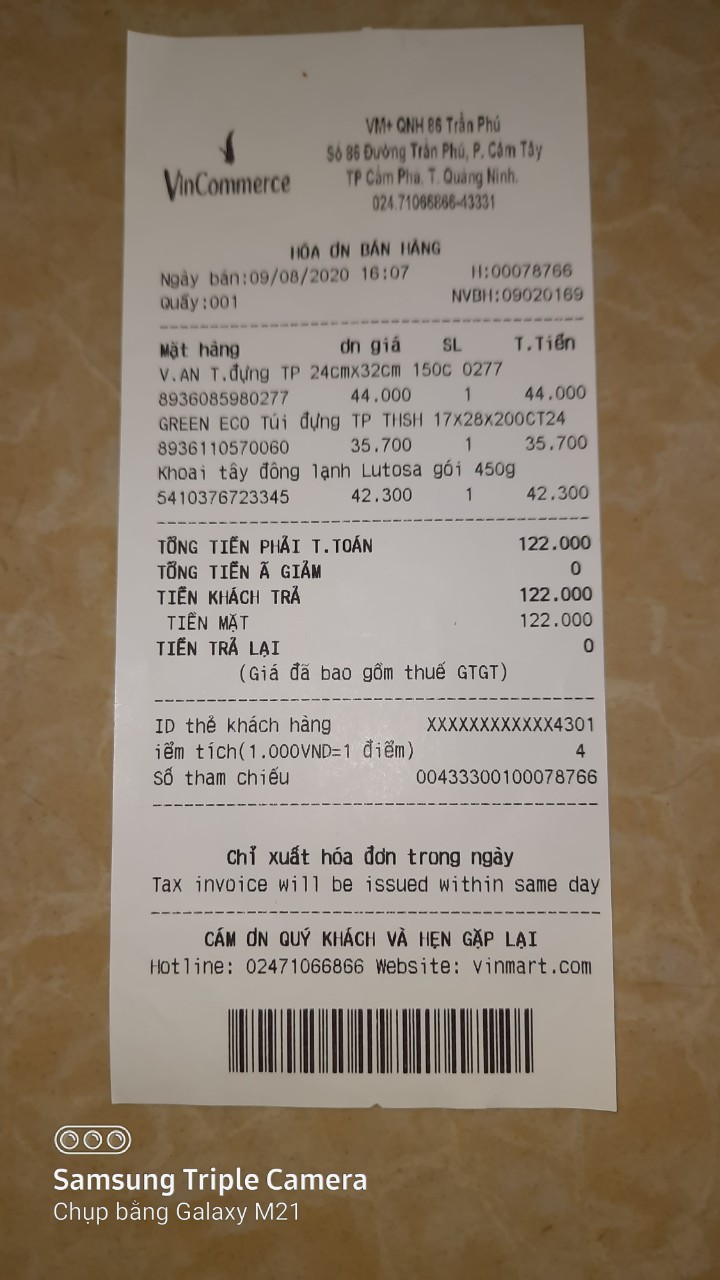 VinCommerce
VM+ QNH 86 Trần Phú
Số 86 Đường Trần Phú, P. Cẩm Tây
TP Cẩm Phả, T. Quảng Ninh.
024.71066866-43331
HÓA ƠN BÁN HÀNG
Ngày bán:09/08/2020 16:07 H:00078766
Quầy:001 NVBH:09020169
Mặt hàng ơn giá SL T.Tiền
V.AN T.đựng TP 24cmX32cm 150C 0277
8936085980277 44.000 1 44.000
GREEN ECO Túi đựng TP THSH 17X28X200CT24
8936110570060 35.700 1 35.700
Khoai tây đông lạnh Lutosa gói 450g
5410376723345 42.300 1 42.300
TỔNG TIỀN PHẢI T.TOÁN 122.000
TỔNG TIỀN Ã GIẢM 0
TIỀN KHÁCH TRẢ 122.000
TIỀN MẶT 122.000
TIỀN TRẢ LẠI 0
(Giá đã bao gồm thuế GTGT)
ID thẻ khách hàng XXXXXXXXXXXX4301
iểm tích(1.000VND=1 điểm) 4
Số tham chiếu 00433300100078766
Chỉ xuất hóa đơn trong ngày
Tax invoice will be issued within same day
CÁM ƠN QUÝ KHÁCH VÀ HẸN GẶP LẠI
Hotline: 02471066866 Website: vinmart.com
Samsung Triple Camera
Chụp bằng Galaxy M21